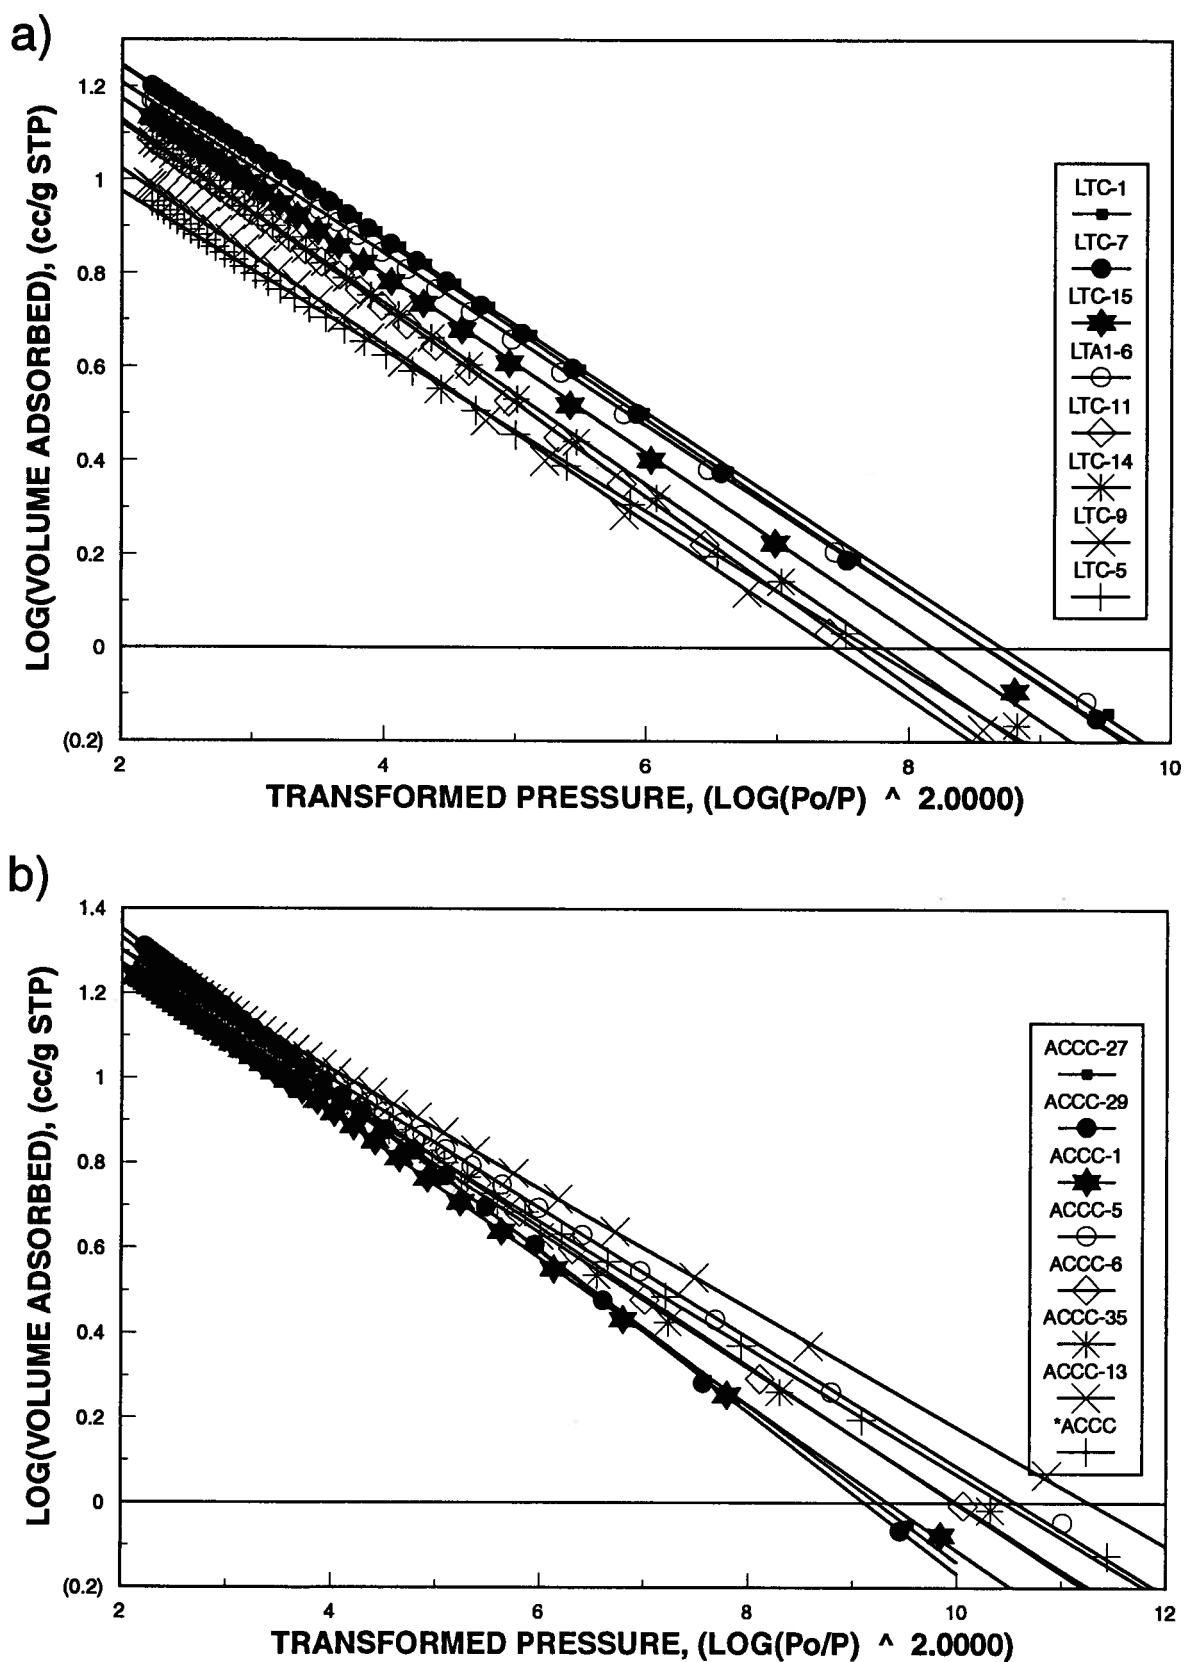 a)
LOG(VOLUME ADSORBED), (cc/g STP)
1.2
1
0.8
0.6
0.4
0.2
0
(0.2)
2
4
6
8
10
TRANSFORMED PRESSURE, (LOG(Po/P) ^ 2.0000)
LTC-1
LTC-7
LTC-15
LTA1-6
LTC-11
LTC-14
LTC-9
LTC-5
b)
LOG(VOLUME ADSORBED), (cc/g STP)
1.4
1.2
1
0.8
0.6
0.4
0.2
0
(0.2)
2
4
6
8
10
12
TRANSFORMED PRESSURE, (LOG(Po/P) ^ 2.0000)
ACCC-27
ACCC-29
ACCC-1
ACCC-5
ACCC-6
ACCC-35
ACCC-13
*ACCC